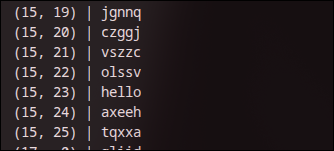 (15, 19) | jgnnq
(15, 20) | czggj
(15, 21) | vszzc
(15, 22) | olssv
(15, 23) | hello
(15, 24) | axeeh
(15, 25) | tqxxa